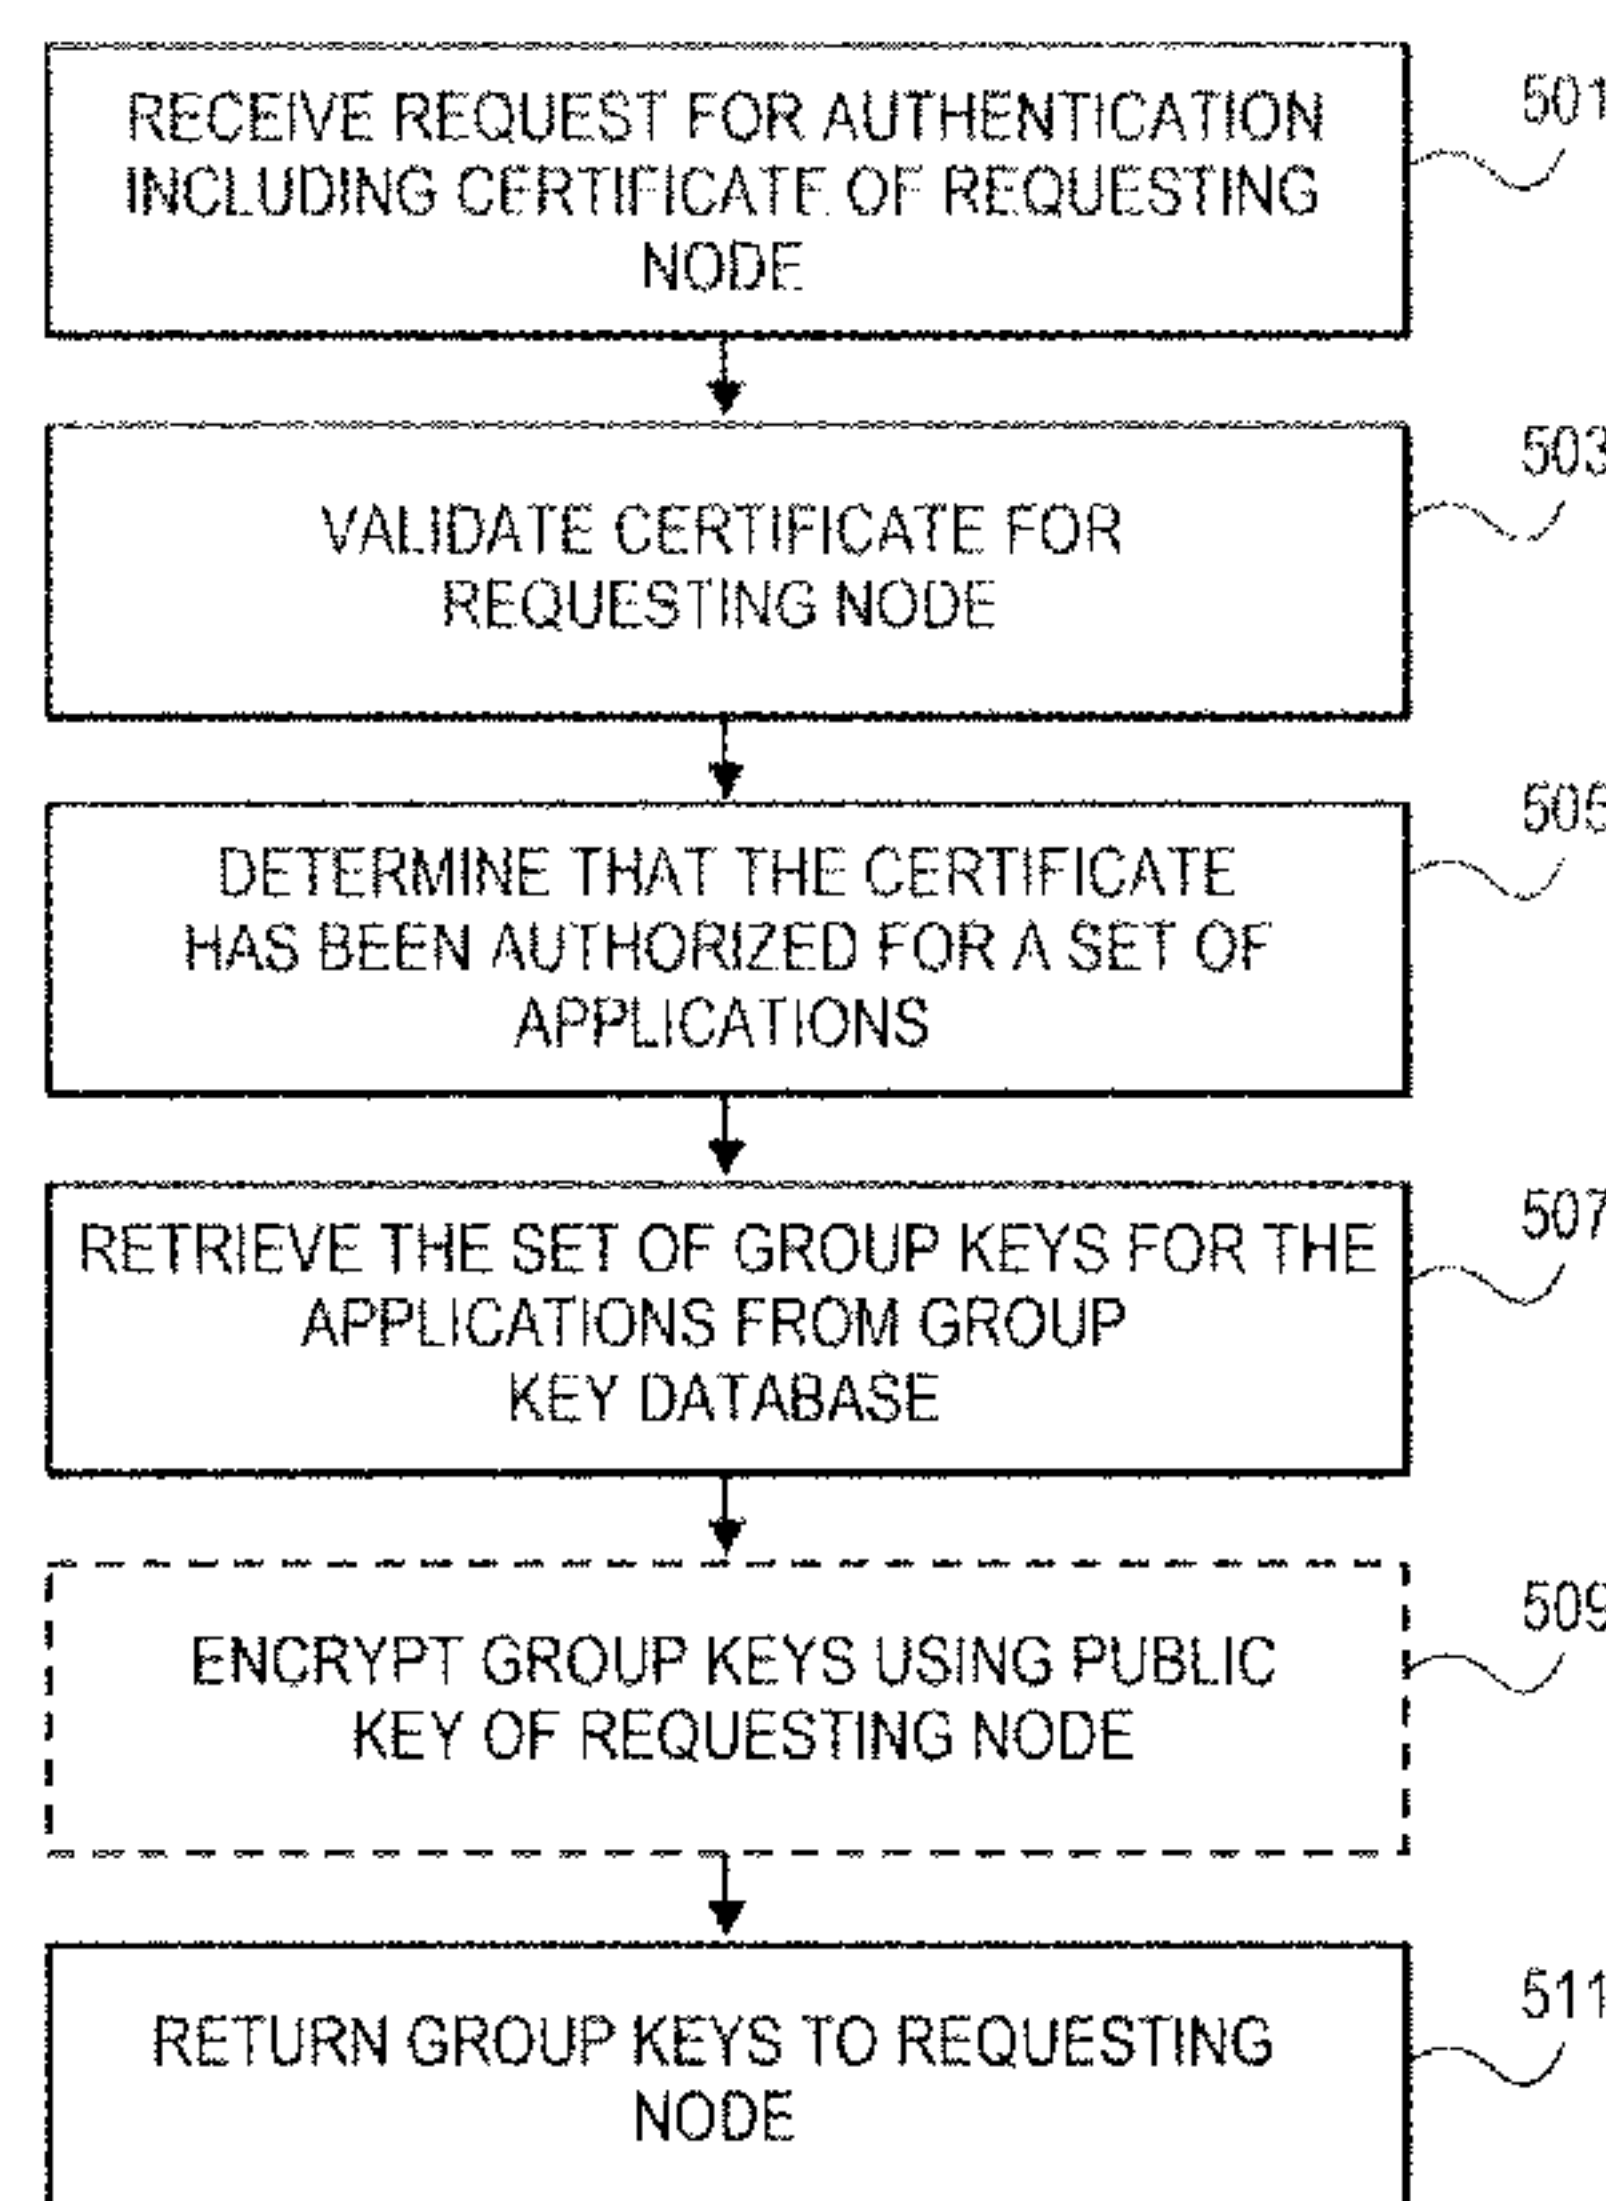 RECEIVE REQUEST FOR AUTHENTICATION
501
INCLUDING CERTIFICATE OF REQUESTING
NODE
VALIDATE CERTIFICATE FOR
503
REQUESTING NODE
DETERMINE THAT THE CERTIFICATE
505
HAS BEEN AUTHORIZED FOR A SET OF
APPLICATIONS
RETRIEVE THE SET OF GROUP KEYS FOR THE
507
APPLICATIONS FROM GROUP
KEY DATABASE
ENCRYPT GROUP KEYS USING PUBLIC
509
KEY OF REQUESTING NODE
RETURN GROUP KEYS TO REQUESTING
511
NODE